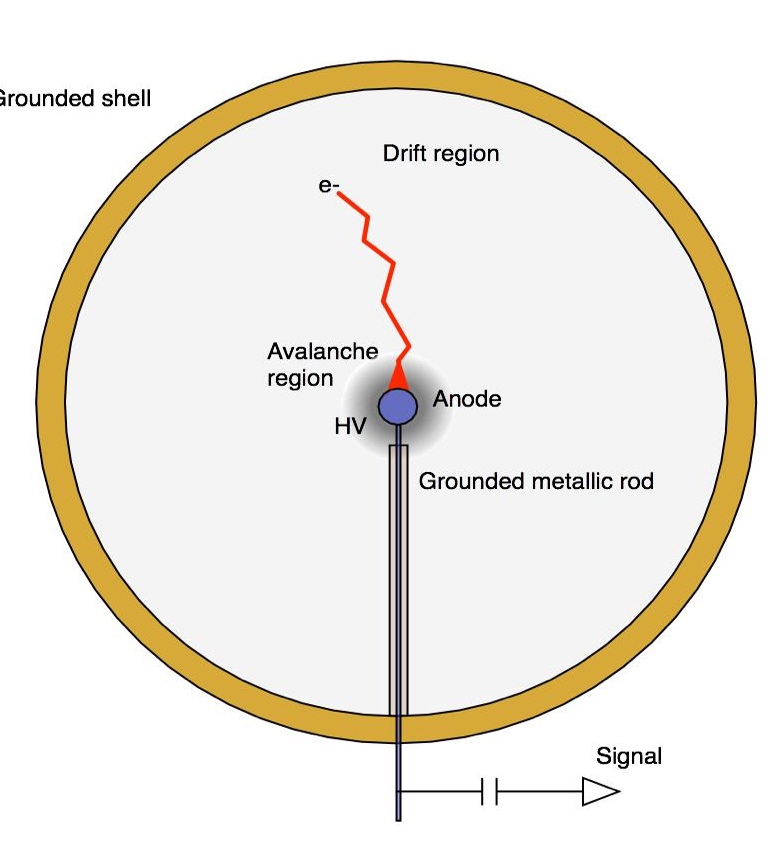 Grounded shell
Drift region
e-
Avalanche
region
Anode
HV
Grounded metallic rod
Signal